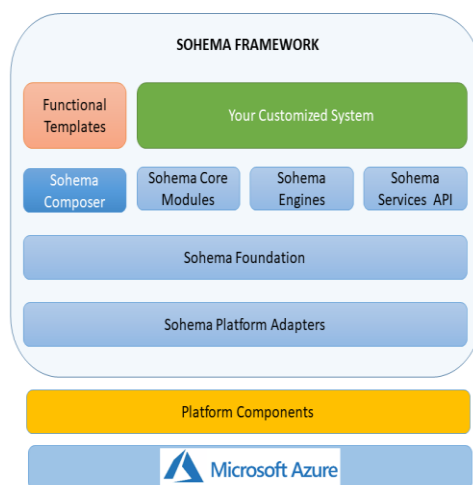 SOHEMA FRAMEWORK
Functional
Templates
Your Customized System
Sohema
Composer
Sohema Core
Modules
Sohema
Engines
Sohema
Services API
Sohema Foundation
Sohema Platform Adapters
Platform Components
Microsoft Azure